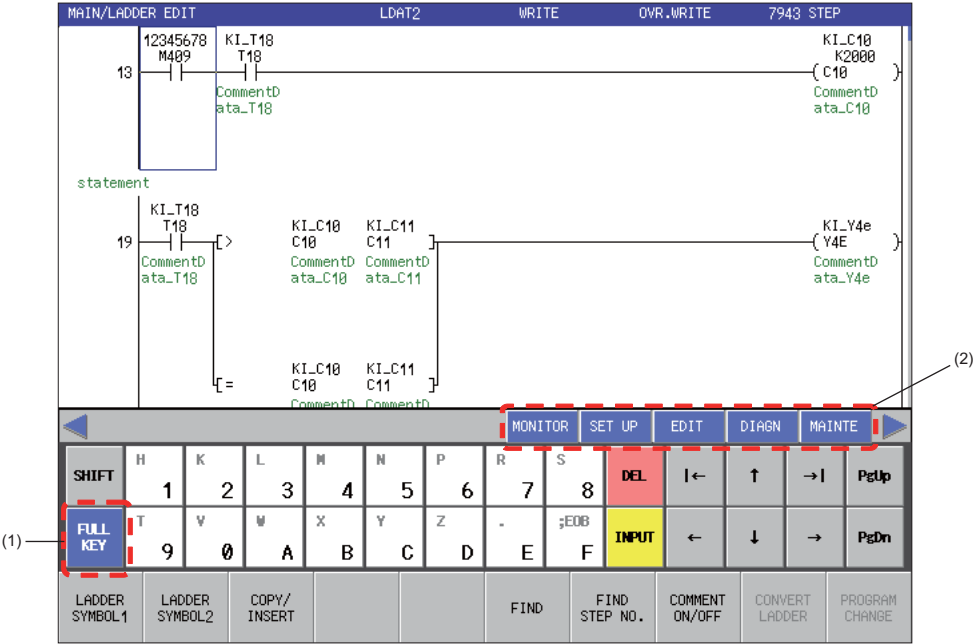 MAIN/LADDER EDIT LDAT2 WRITE OVR.WRITE 7943 STEP
12345678 KI_T18 KI_C10
M409 T18 K2000
13 C10
CommentD CommentD
ata_T18 ata_C10
statement
KI_T18 KI_C10 KI_C11 KI_Y4e
T18 C10 C11 Y4E
19 [> ]
CommentD CommentD CommentD CommentD
ata_T18 ata_C10 ata_C11 ata_Y4e
KI_C10 KI_C11
[= C10 C11 ]
CommentD CommentD
(2)
MONITOR SET UP EDIT DIAGN MAINTE
SHIFT H 1 K 2 L 3 M 4 N 5 P 6 R 7 S 8 DEL |← ↑ →| PgUp
(1)
FULL KEY T 9 V 0 W A X B Y C Z D . E ;EOB F INPUT ← ↓ → PgDn
LADDER LADDER COPY/ FIND FIND COMMENT CONVERT PROGRAM
SYMBOL1 SYMBOL2 INSERT STEP NO. ON/OFF LADDER CHANGE